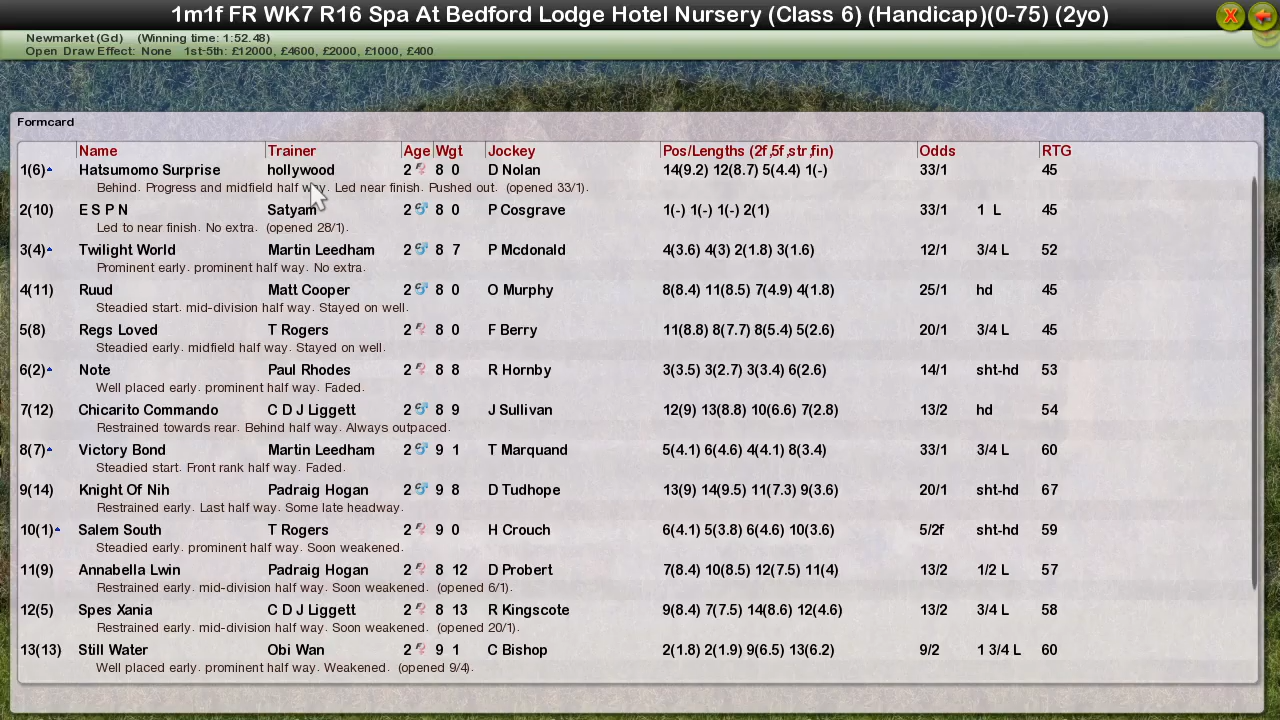 1m1f FR WK7 R16 Spa At Bedford Lodge Hotel Nursery (Class 6) (Handicap)(0-75) (2yo)
X
Newmarket (Gd) (Winning time: 1:52.48)
Open Draw Effect: None 1st-5th: £12000, £4600, £2000, £1000, £400
Formcard
Name Trainer Age Wgt Jockey Pos/Lengths (2f,5f,str,fin) Odds RTG
1(6) Hatsumomo Surprise hollywood 2 8 0 D Nolan 14(9.2) 12(8.7) 5(4.4) 1(-) 33/1 45
Behind. Progress and midfield half way. Led near finish. Pushed out. (opened 33/1).
2(10) E S P N Satyam 2 8 0 P Cosgrave 1(-) 1(-) 1(-) 2(1) 33/1 1 L 45
Led to near finish. No extra. (opened 28/1).
3(4) Twilight World Martin Leedham 2 8 7 P Mcdonald 4(3.6) 4(3) 2(1.8) 3(1.6) 12/1 3/4 L 52
Prominent early. prominent half way. No extra.
4(11) Ruud Matt Cooper 2 8 0 O Murphy 8(8.4) 11(8.5) 7(4.9) 4(1.8) 25/1 hd 45
Steadied start. mid-division half way. Stayed on well.
5(8) Regs Loved T Rogers 2 8 0 F Berry 11(8.8) 8(7.7) 8(5.4) 5(2.6) 20/1 3/4 L 45
Steadied early. midfield half way. Stayed on well.
6(2) Note Paul Rhodes 2 8 8 R Hornby 3(3.5) 3(2.7) 3(3.4) 6(2.6) 14/1 sht-hd 53
Well placed early. prominent half way. Faded.
7(12) Chicarito Commando C D J Liggett 2 8 9 J Sullivan 12(9) 13(8.8) 10(6.6) 7(2.8) 13/2 hd 54
Restrained towards rear. Behind half way. Always outpaced.
8(7) Victory Bond Martin Leedham 2 9 1 T Marquand 5(4.1) 6(4.6) 4(4.1) 8(3.4) 33/1 3/4 L 60
Steadied start. Front rank half way. Faded.
9(14) Knight Of Nih Padraig Hogan 2 9 8 D Tudhope 13(9) 14(9.5) 11(7.3) 9(3.6) 20/1 sht-hd 67
Restrained early. Last half way. Some late headway.
10(1) Salem South T Rogers 2 9 0 H Crouch 6(4.1) 5(3.8) 6(4.6) 10(3.6) 5/2f sht-hd 59
Steadied early. prominent half way. Soon weakened.
11(9) Annabella Lwin Padraig Hogan 2 8 12 D Probert 7(8.4) 10(8.5) 12(7.5) 11(4) 13/2 1/2 L 57
Restrained early. mid-division half way. Soon weakened. (opened 6/1).
12(5) Spes Xania C D J Liggett 2 8 13 R Kingscote 9(8.4) 7(7.5) 14(8.6) 12(4.6) 13/2 3/4 L 58
Restrained early. mid-division half way. Soon weakened. (opened 20/1).
13(13) Still Water Obi Wan 2 9 1 C Bishop 2(1.8) 2(1.9) 9(6.5) 13(6.2) 9/2 1 3/4 L 60
Well placed early. prominent half way. Weakened. (opened 9/4).